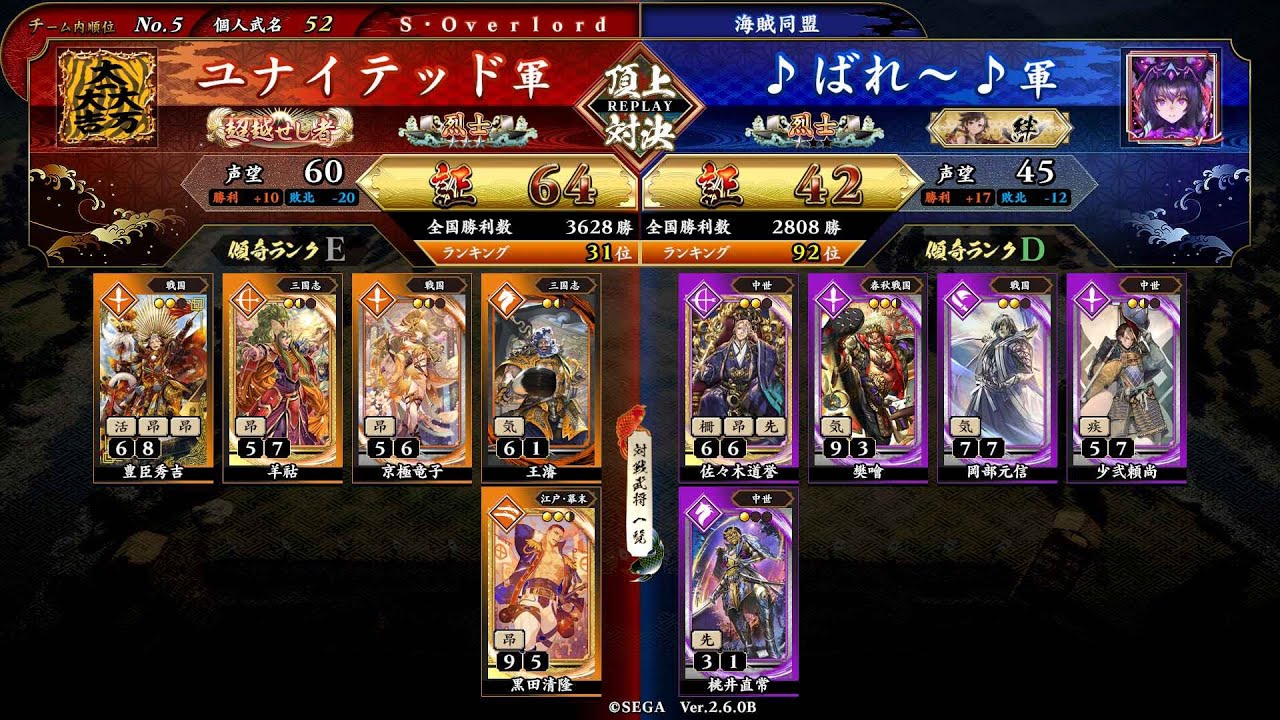 チーム内順位 No.5 個人武名 52 S・Overlord 海賊同盟
大大大吉万
ユナイテッド軍
頂上
REPLAY
対決
♪ばれ～♪軍
超越せし者
烈士
烈士
絆
声望 60
勝利 +10 敗北 -20
証 64
証 42
声望 45
勝利 +17 敗北 -12
全国勝利数 3628勝
全国勝利数 2808勝
傾奇ランクE
ランキング 31位
ランキング 92位
傾奇ランクD
戦国
活 昂 昂
6 8
豊臣秀吉
三国志
昂
5 7
羊祜
戦国
昂
5 6
京極竜子
三国志
気
6 1
王濬
対戦武将一覧
中世
柵 昂 先
6 6
佐々木道誉
春秋戦国
気
9 3
樊噲
戦国
気
7 7
岡部元信
中世
疾
5 7
少弐頼尚
江戸・幕末
昂
9 5
黒田清隆
中世
先
3 1
桃井直常
©SEGA Ver.2.6.0B